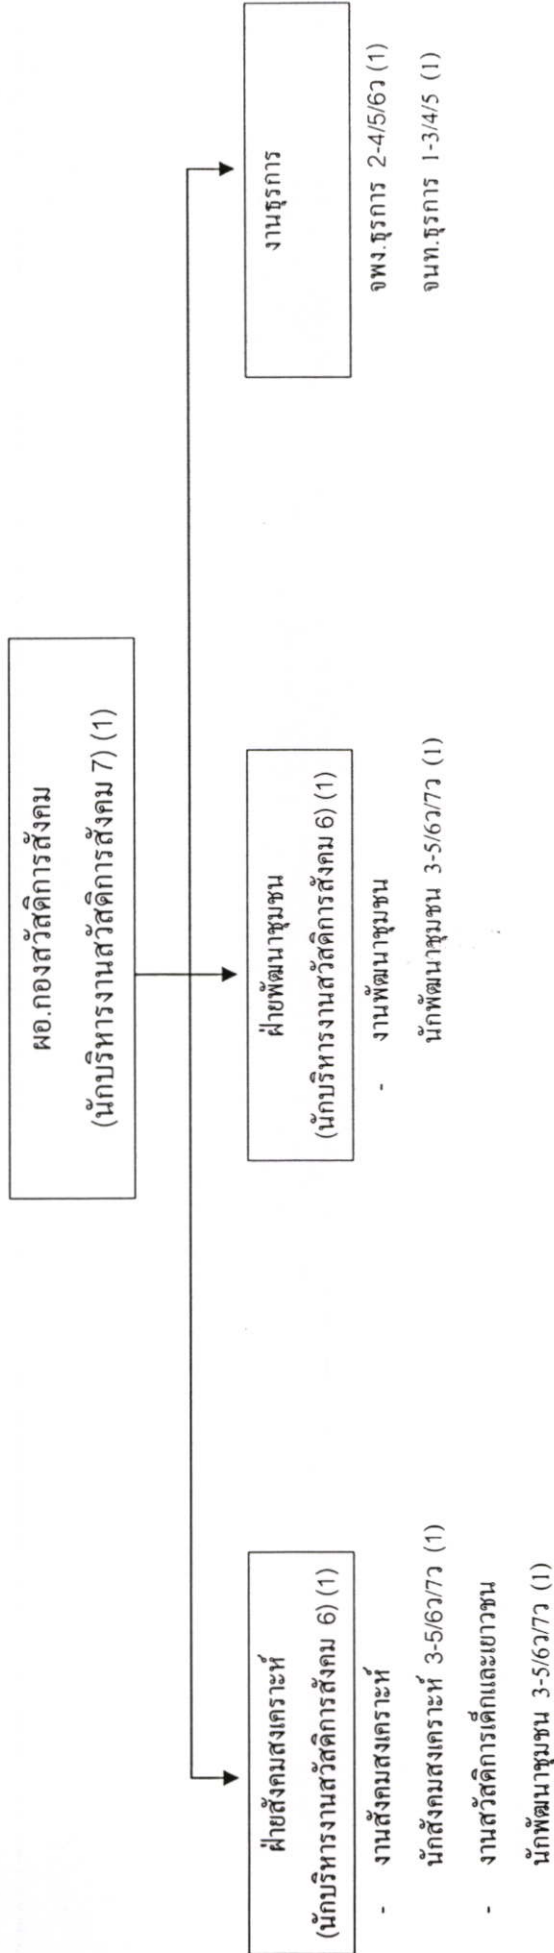 ผอ.กองสวัสดิการสังคม
(นักบริหารงานสวัสดิการสังคม 7) (1)
ฝ่ายสังคมสงเคราะห์
(นักบริหารงานสวัสดิการสังคม 6) (1)
- งานสังคมสงเคราะห์
นักสังคมสงเคราะห์ 3-5/6ว/7ว (1)
- งานสวัสดิการเด็กและเยาวชน
นักพัฒนาชุมชน 3-5/6ว/7ว (1)
ฝ่ายพัฒนาชุมชน
(นักบริหารงานสวัสดิการสังคม 6) (1)
- งานพัฒนาชุมชน
นักพัฒนาชุมชน 3-5/6ว/7ว (1)
งานธุรการ
จพง.ธุรการ 2-4/5/6ว (1)
จนท.ธุรการ 1-3/4/5 (1)